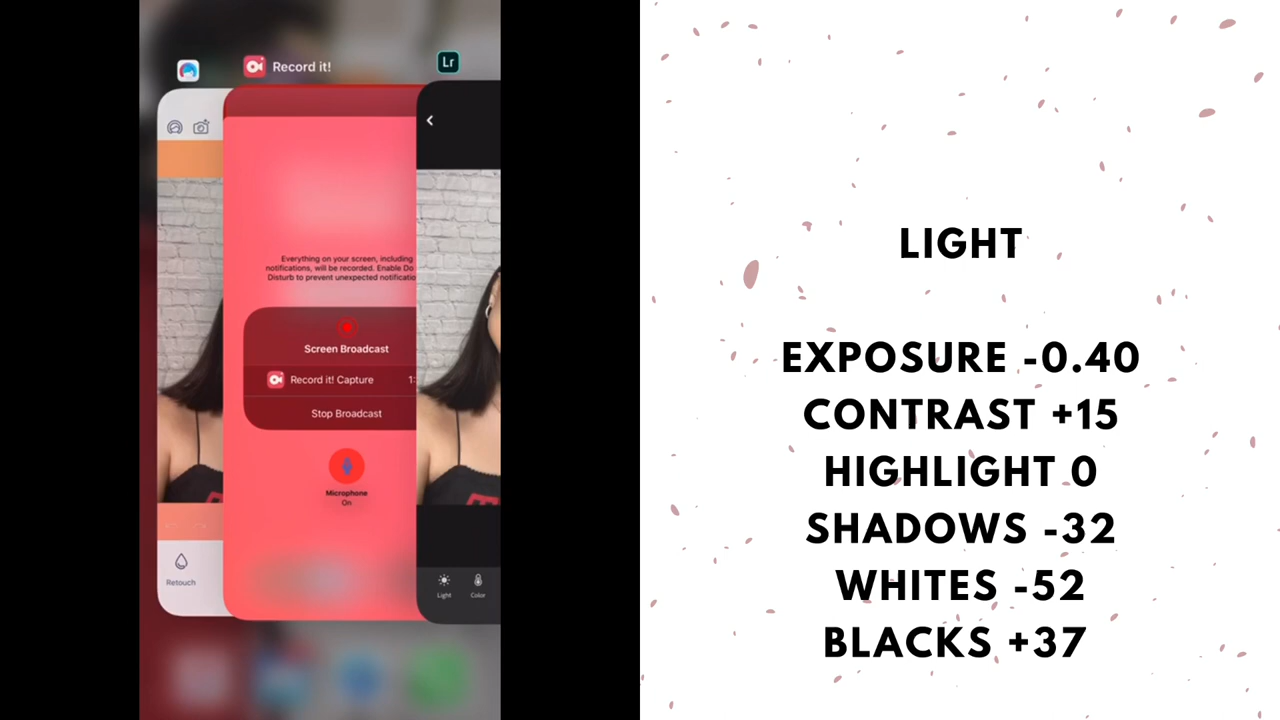 Record it!
Lr
Everything on your screen, including
notifications, will be recorded. Enable Do
Disturb to prevent unexpected
Screen Broadcast
Record it! Capture
Stop Broadcast
Microphone
On
Retouch
Light
Color
LIGHT
EXPOSURE -0.40
CONTRAST +15
HIGHLIGHT 0
SHADOWS -32
WHITES -52
BLACKS +37